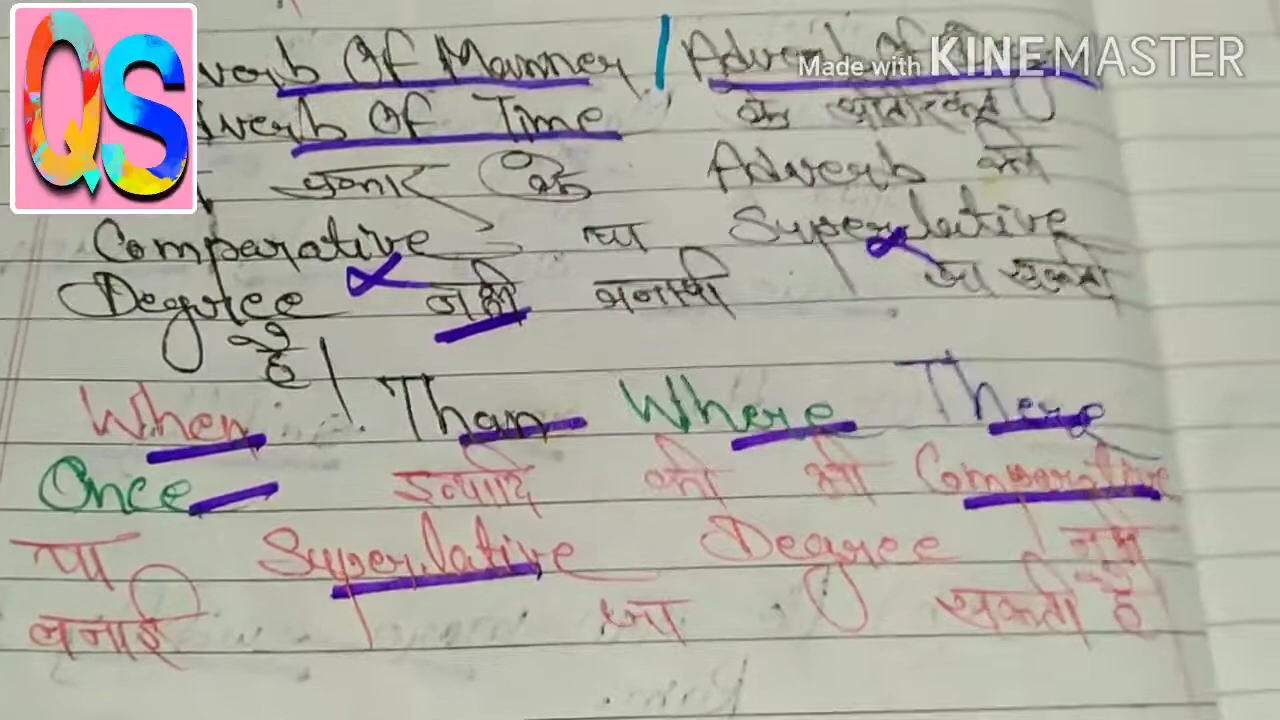 QS
verb Of Manner / Adverb Of
Made with KINEMASTER
dverb Of Time के अतिरिक्त
प्रकार के Adverb की
Comparative या Superlative
Degree नहीं बनायी जा सकती
है।
When Than Where There
Once इत्यादि की भी Comparative
या Superlative Degree नहीं
बनाई जा सकती है